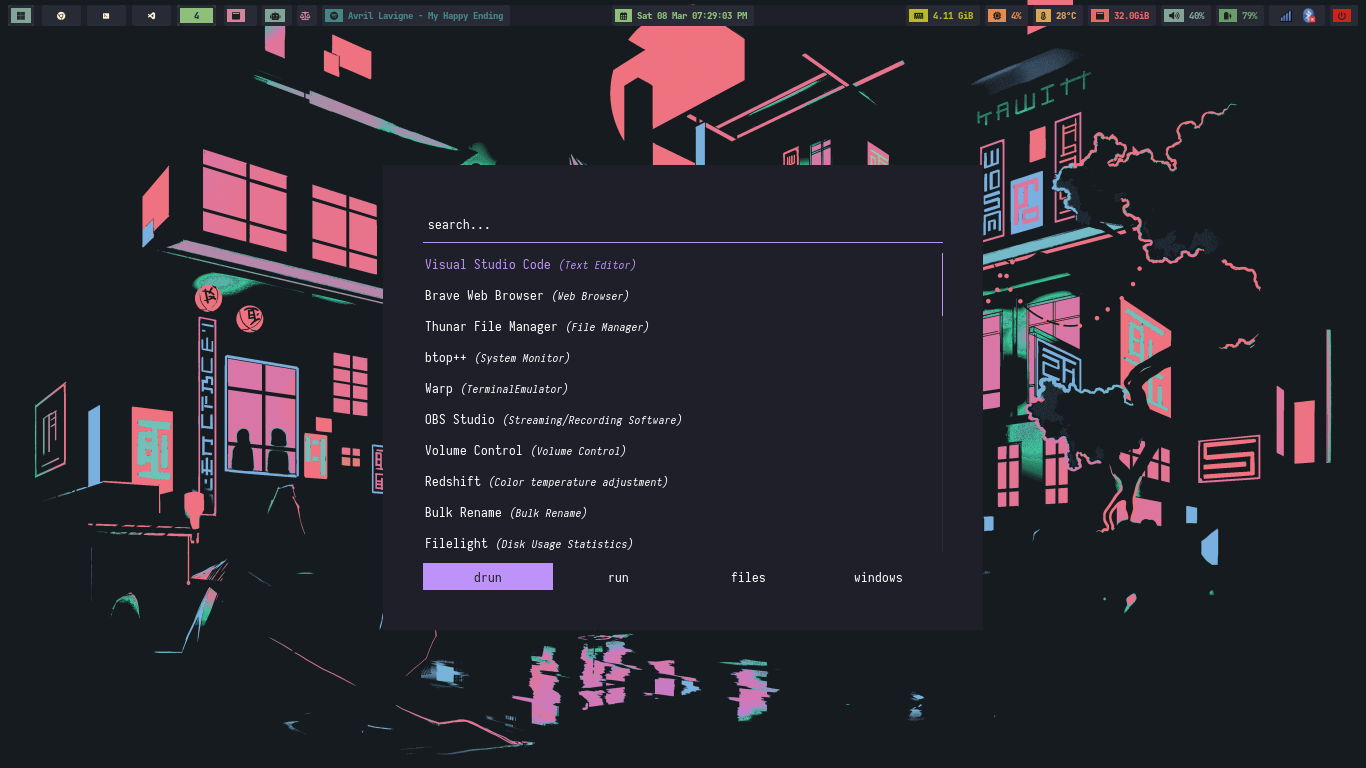 4
Avril Lavigne - My Happy Ending
Sat 08 Mar 07:29:03 PM
4.11 GiB
4%
28°C
32.0GiB
40%
79%
search...
Visual Studio Code (Text Editor)
Brave Web Browser (Web Browser)
Thunar File Manager (File Manager)
btop++ (System Monitor)
Warp (TerminalEmulator)
OBS Studio (Streaming/Recording Software)
Volume Control (Volume Control)
Redshift (Color temperature adjustment)
Bulk Rename (Bulk Rename)
Filelight (Disk Usage Statistics)
drun
run
files
windows